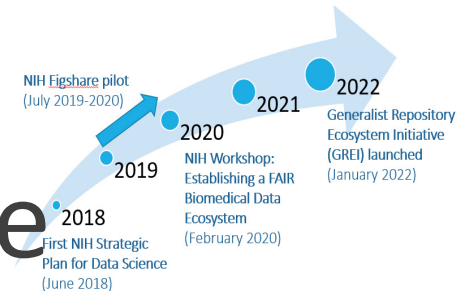 NIH Figshare pilot
(July 2019-2020)
2022
Generalist Repository
Ecosystem Initiative
(GREI) launched
(January 2022)
2021
2020
NIH Workshop:
Establishing a FAIR
Biomedical Data
Ecosystem
(February 2020)
2019
e
2018
First NIH Strategic
Plan for Data Science
(June 2018)